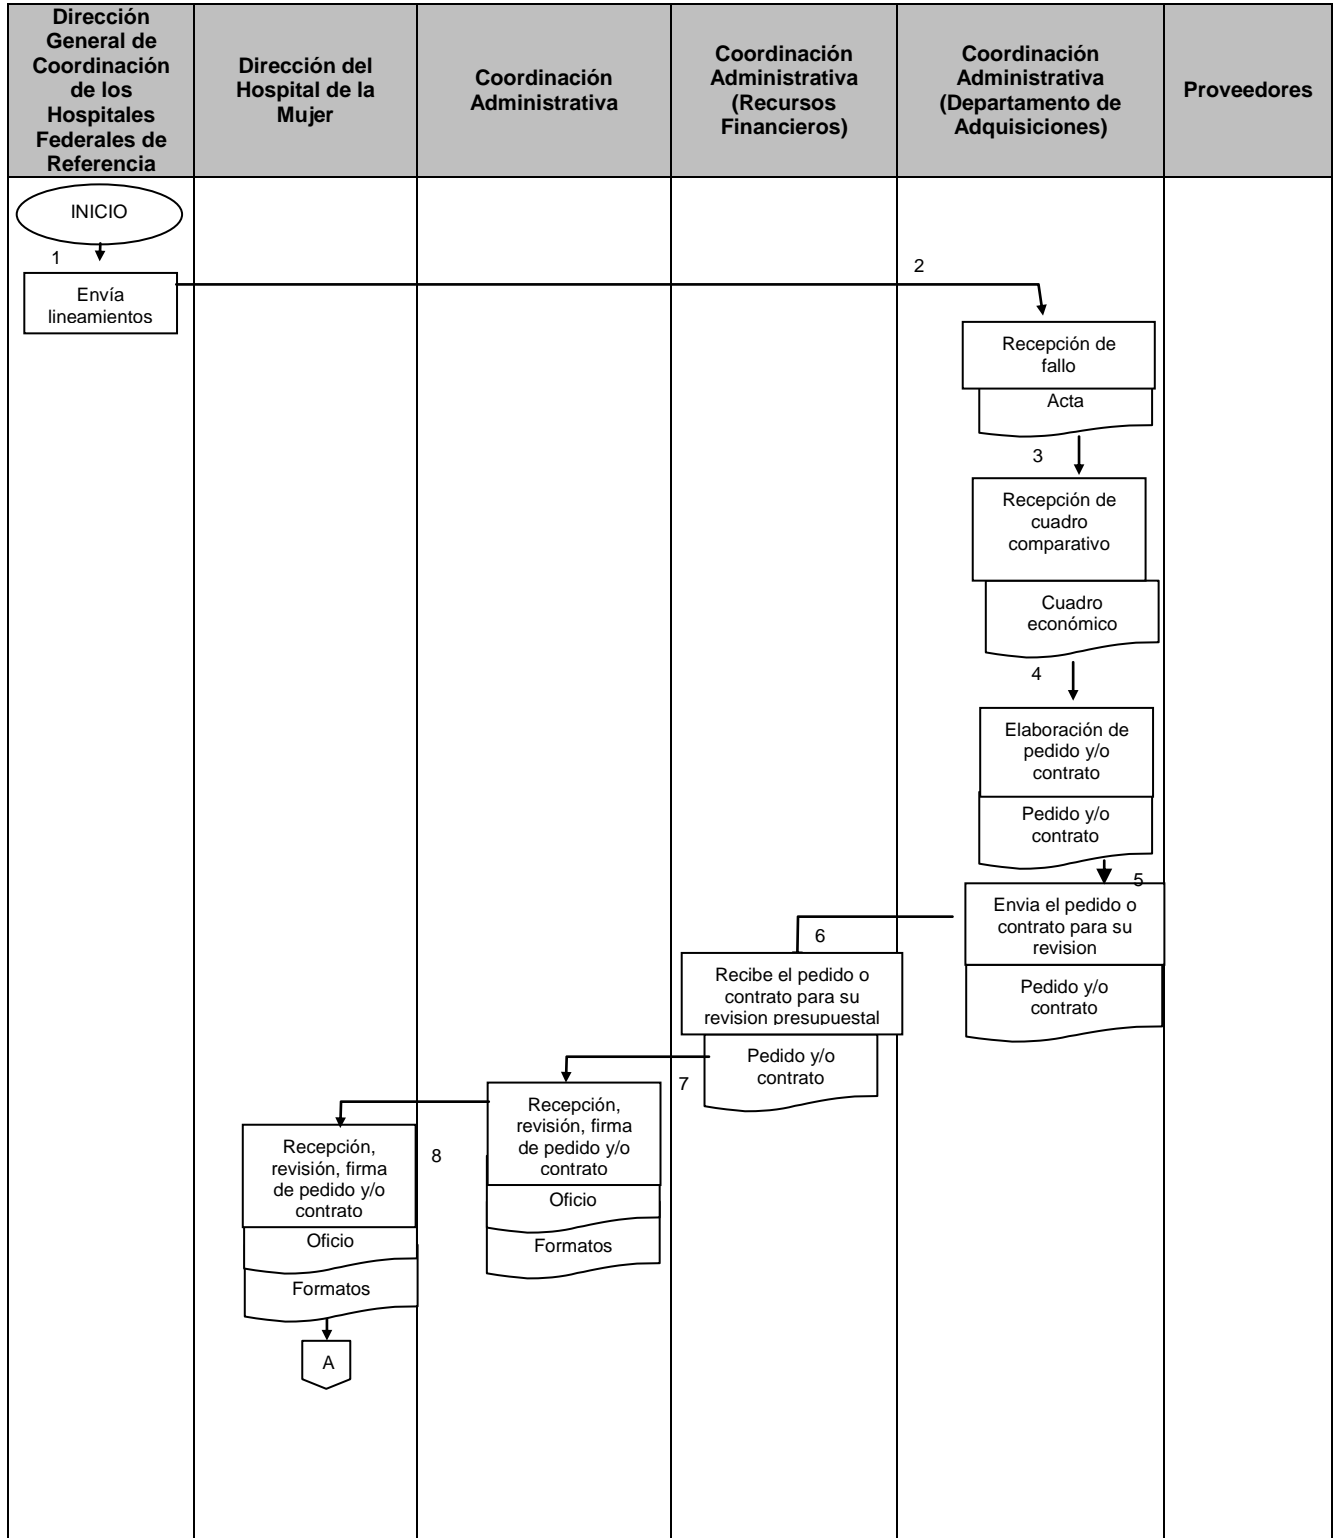 Dirección
General de
Coordinación
de los
Hospitales
Federales de
Referencia
Dirección del
Hospital de la
Mujer
Coordinación
Administrativa
Coordinación
Administrativa
(Recursos
Financieros)
Coordinación
Administrativa
(Departamento de
Adquisiciones)
Proveedores
INICIO
1
Envía
lineamientos
2
Recepción de
fallo
Acta
3
Recepción de
cuadro
comparativo
Cuadro
económico
4
Elaboración de
pedido y/o
contrato
Pedido y/o
contrato
5
Envia el pedido o
contrato para su
revision
Pedido y/o
contrato
6
Recibe el pedido o
contrato para su
revision presupuestal
Pedido y/o
contrato
7
Recepción,
revisión, firma
de pedido y/o
contrato
Oficio
Formatos
8
Recepción,
revisión, firma
de pedido y/o
contrato
Oficio
Formatos
A